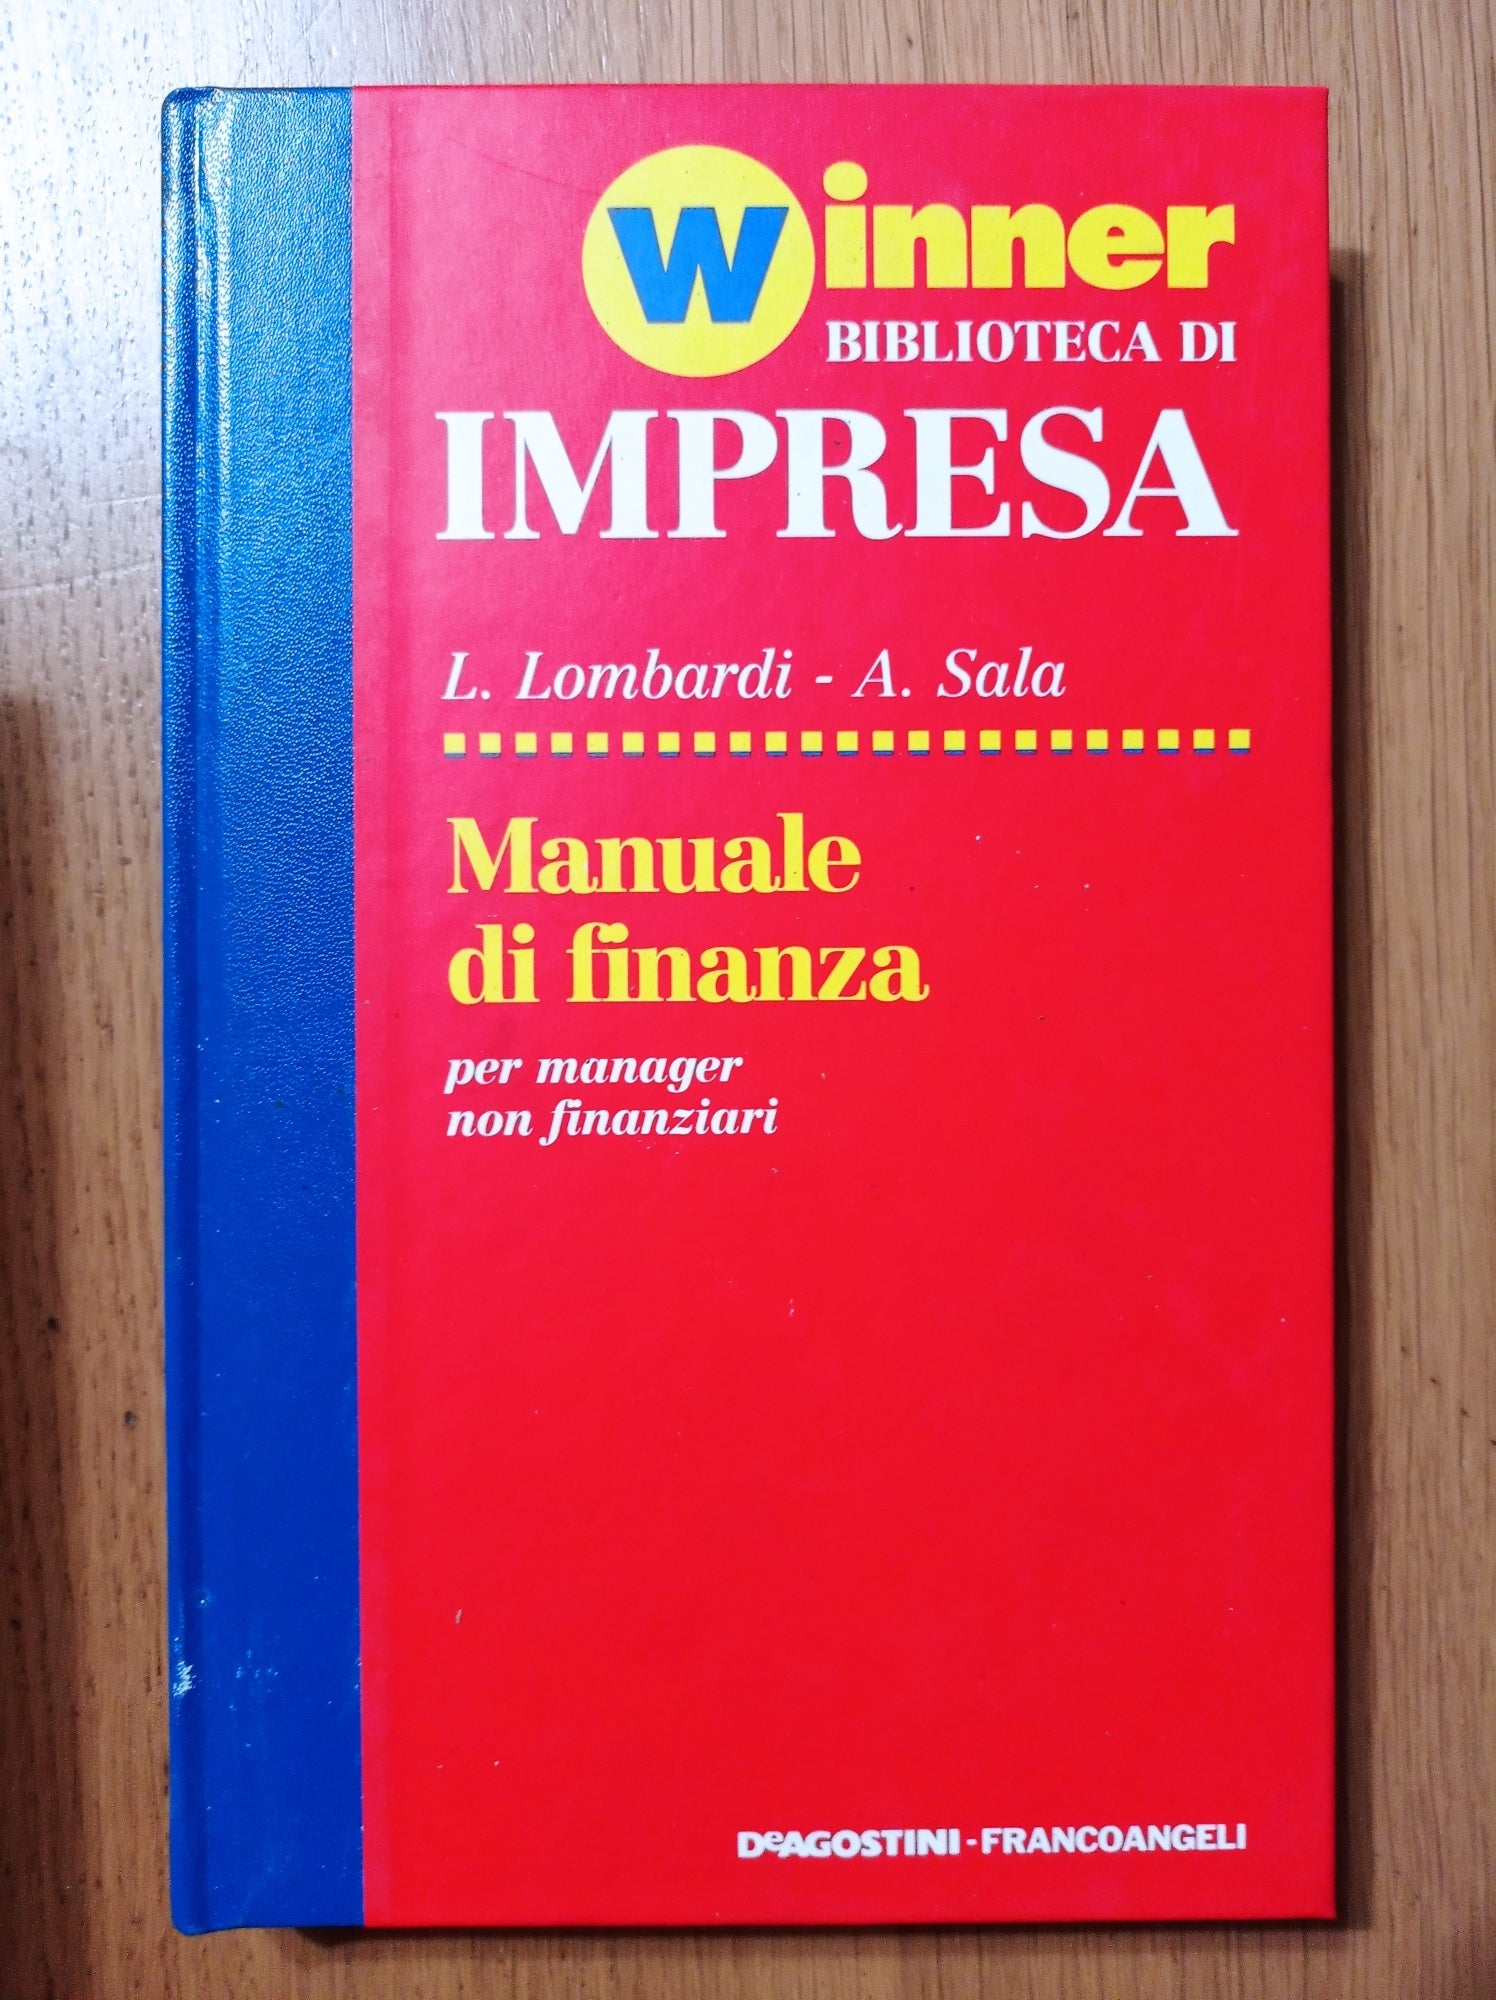 Winner
BIBLIOTECA DI
IMPRESA
L. Lombardi - A. Sala
Manuale
di finanza
per manager
non finanziari
DeAGOSTINI-FRANCOANGELI